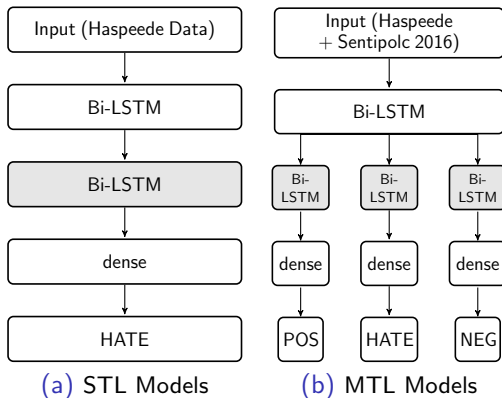 Input (Haspeede Data)
Bi-LSTM
Bi-LSTM
dense
HATE
(a) STL Models
Input (Haspeede
+ Sentipolc 2016)
Bi-LSTM
Bi-
LSTM
Bi-
LSTM
Bi-
LSTM
dense
dense
dense
POS
HATE
NEG
(b) MTL Models